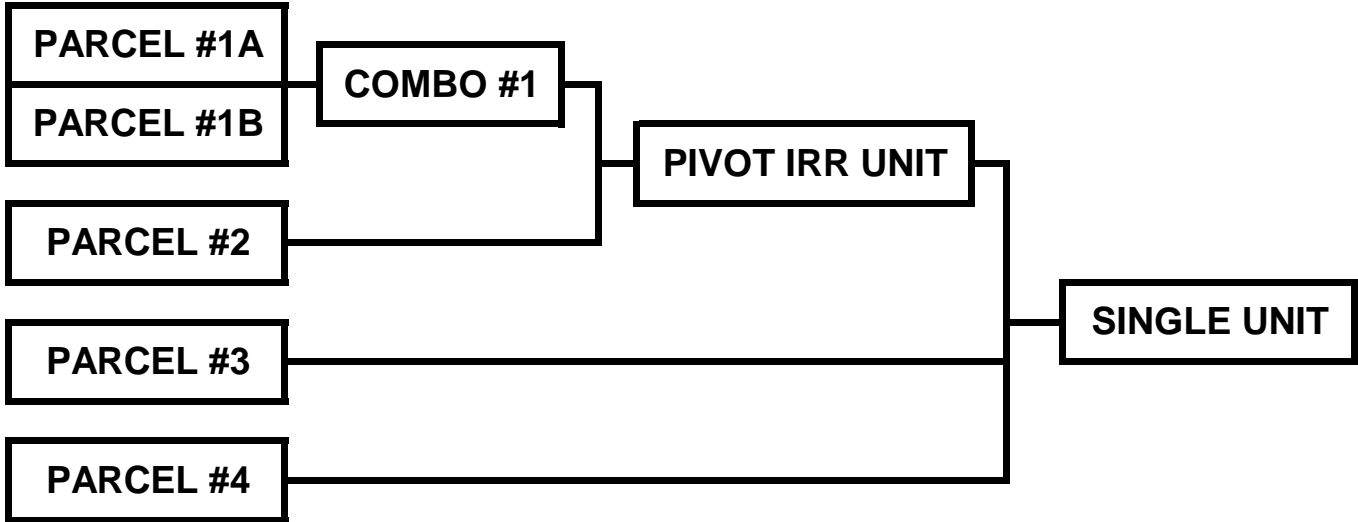 PARCEL #1A
PARCEL #1B
COMBO #1
PIVOT IRR UNIT
PARCEL #2
SINGLE UNIT
PARCEL #3
PARCEL #4